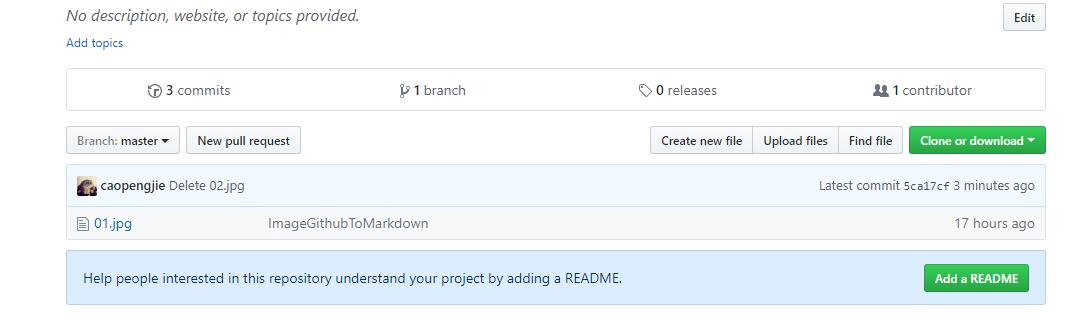 No description, website, or topics provided. Edit
Add topics
3 commits 1 branch 0 releases 1 contributor
Branch: master New pull request Create new file Upload files Find file Clone or download
caopengjie Delete 02.jpg Latest commit 5ca17cf 3 minutes ago
01.jpg ImageGithubToMarkdown 17 hours ago
Help people interested in this repository understand your project by adding a README. Add a README